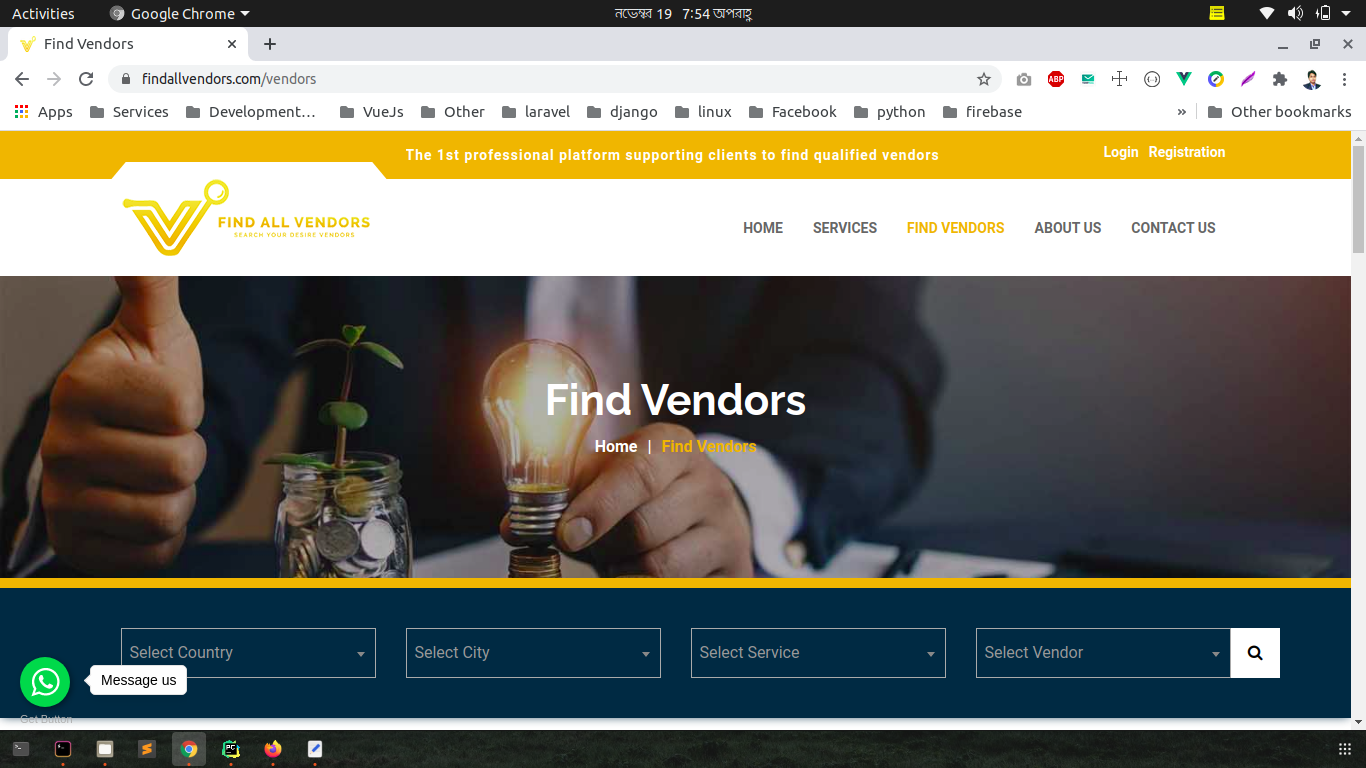 Activities
Google Chrome
নভেম্বর 19 7:54 অপরাহ্ণ
Find Vendors
findallvendors.com/vendors
ABP
Apps
Services
Development...
VueJs
Other
laravel
django
linux
Facebook
python
firebase
»
Other bookmarks
The 1st professional platform supporting clients to find qualified vendors
Login
Registration
FIND ALL VENDORS
SEARCH YOUR DESIRE VENDORS
HOME
SERVICES
FIND VENDORS
ABOUT US
CONTACT US
Find Vendors
Home | Find Vendors
Select Country
Select City
Select Service
Select Vendor
Message us
Get Button
PC